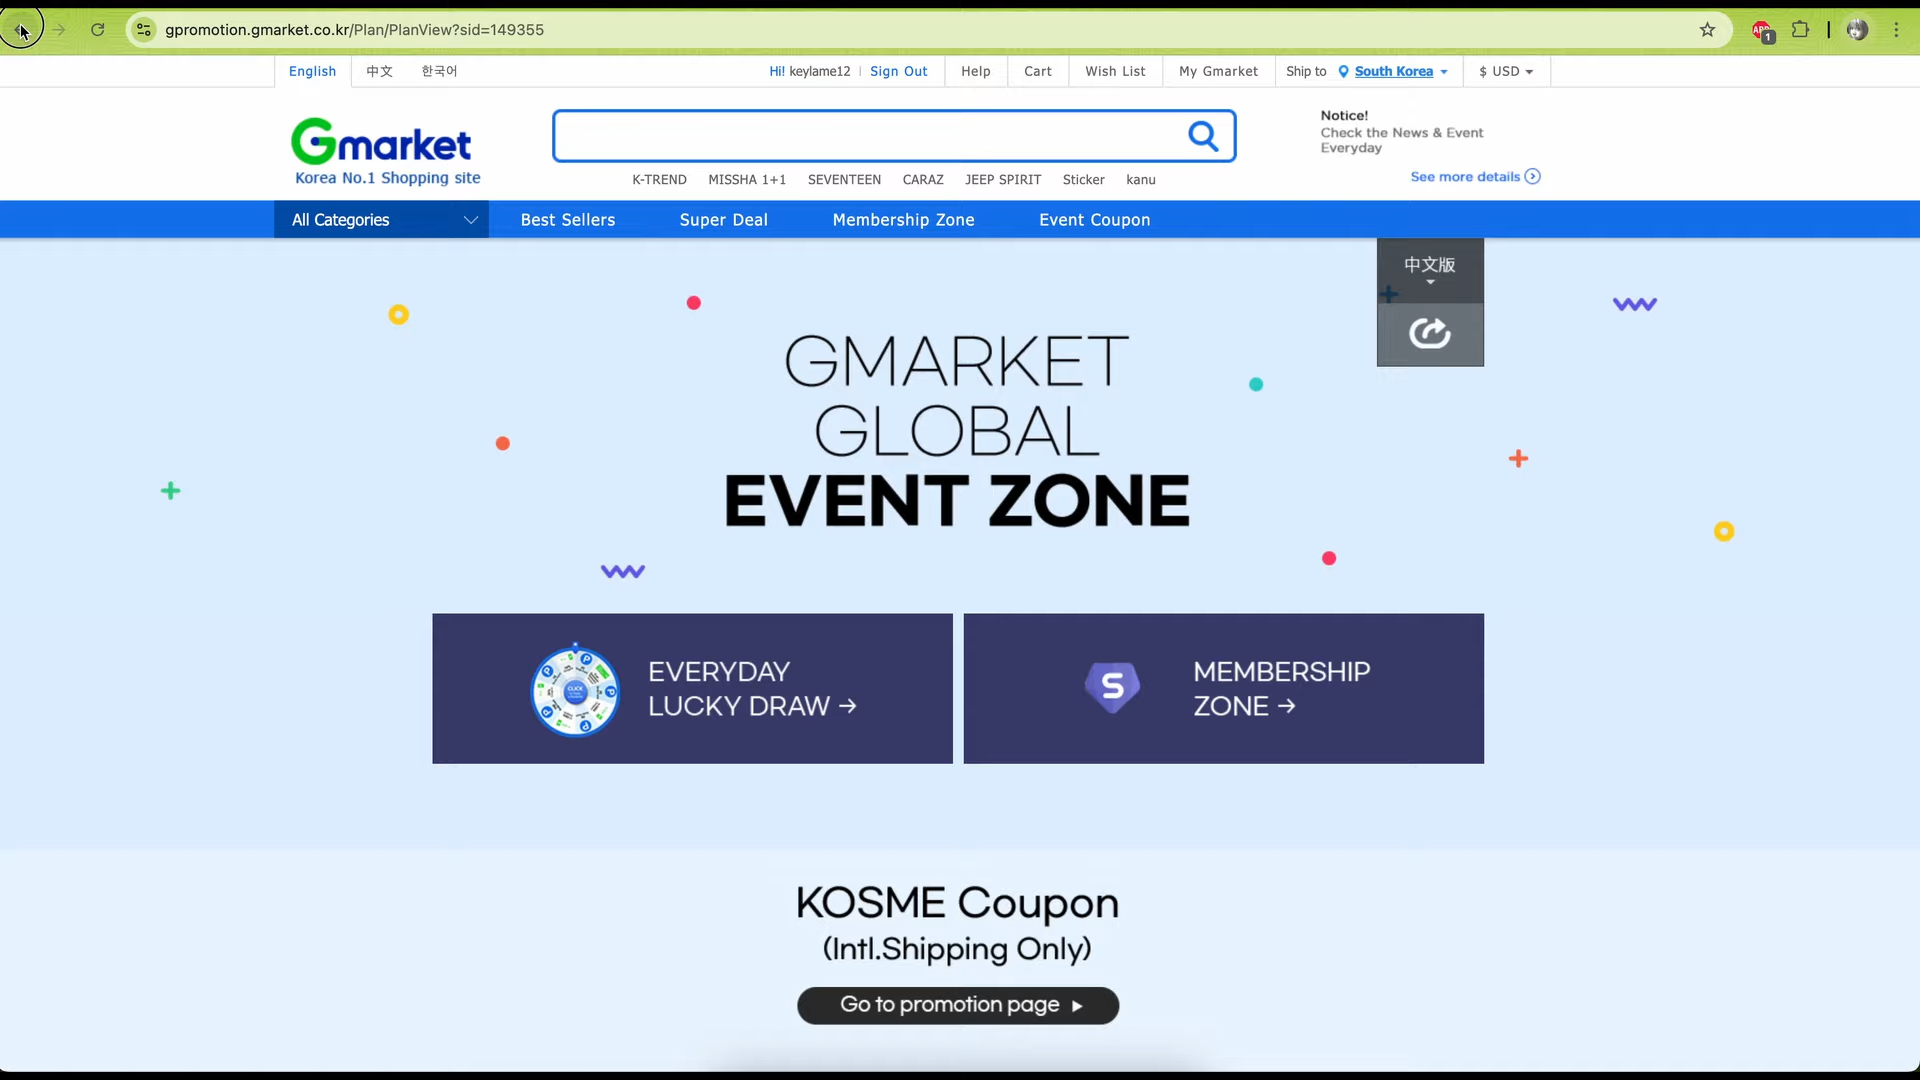 gpromotion.gmarket.co.kr/Plan/PlanView?sid=149355
ABP 1
English 中文 한국어 Hi! keylame12 Sign Out Help Cart Wish List My Gmarket Ship to South Korea $ USD
Gmarket
Korea No.1 Shopping site
K-TREND MISSHA 1+1 SEVENTEEN CARAZ JEEP SPIRIT Sticker kanu
Notice!
Check the News & Event
Everyday
See more details
All Categories Best Sellers Super Deal Membership Zone Event Coupon
中文版
GMARKET
GLOBAL
EVENT ZONE
CLICK
EVERYDAY
LUCKY DRAW →
S
MEMBERSHIP
ZONE →
KOSME Coupon
(Intl.Shipping Only)
Go to promotion page ▶